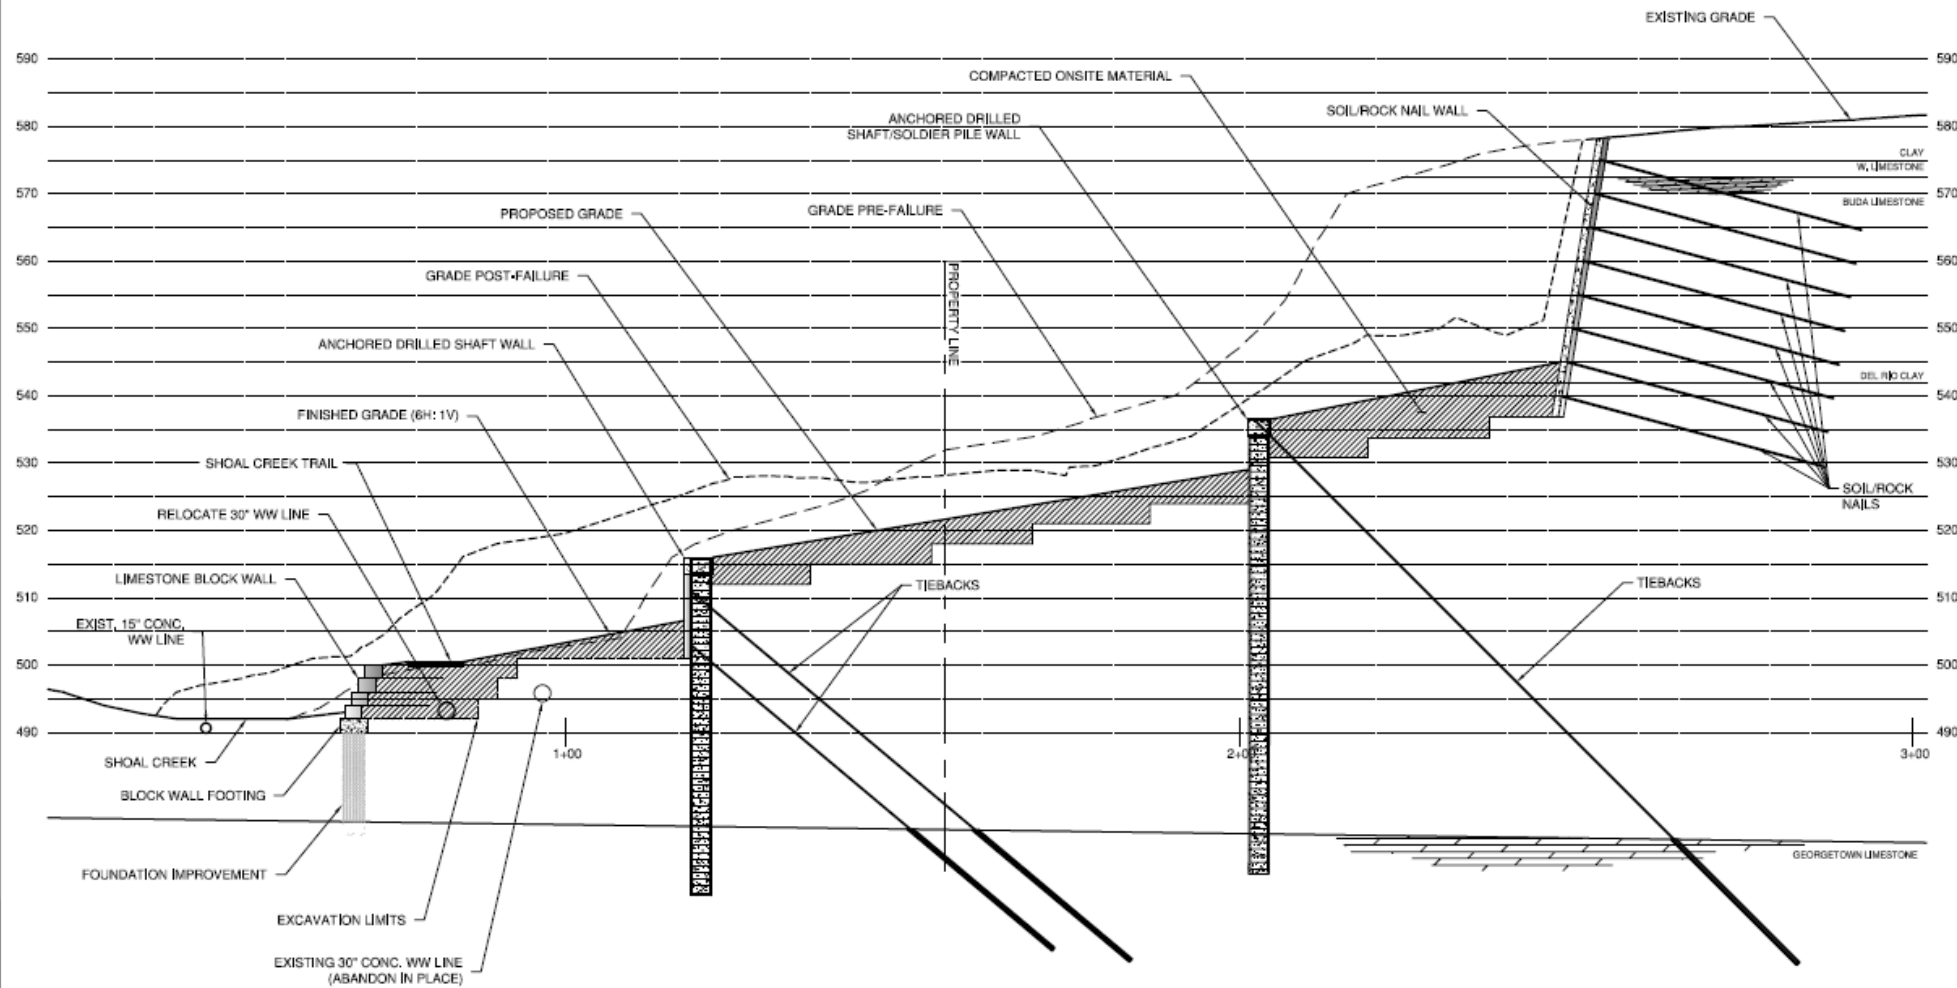 EXISTING GRADE
590
590
COMPACTED ONSITE MATERIAL
SOIL/ROCK NAIL WALL
ANCHORED DRILLED
SHAFT/SOLDIER PILE WALL
580
580
CLAY
W. LIMESTONE
570
570
BUDA LIMESTONE
PROPOSED GRADE
GRADE PRE-FAILURE
560
560
PROPERTY LINE
GRADE POST-FAILURE
550
550
ANCHORED DRILLED SHAFT WALL
DEL RIO CLAY
540
540
FINISHED GRADE (6H: 1V)
530
530
SHOAL CREEK TRAIL
SOIL/ROCK
NAILS
RELOCATE 30" WW LINE
520
520
LIMESTONE BLOCK WALL
TIEBACKS
TIEBACKS
510
510
EXIST. 15" CONC.
WW LINE
500
500
490
490
1+00
2+00
3+00
SHOAL CREEK
BLOCK WALL FOOTING
GEORGETOWN LIMESTONE
FOUNDATION IMPROVEMENT
EXCAVATION LIMITS
EXISTING 30" CONC. WW LINE
(ABANDON IN PLACE)